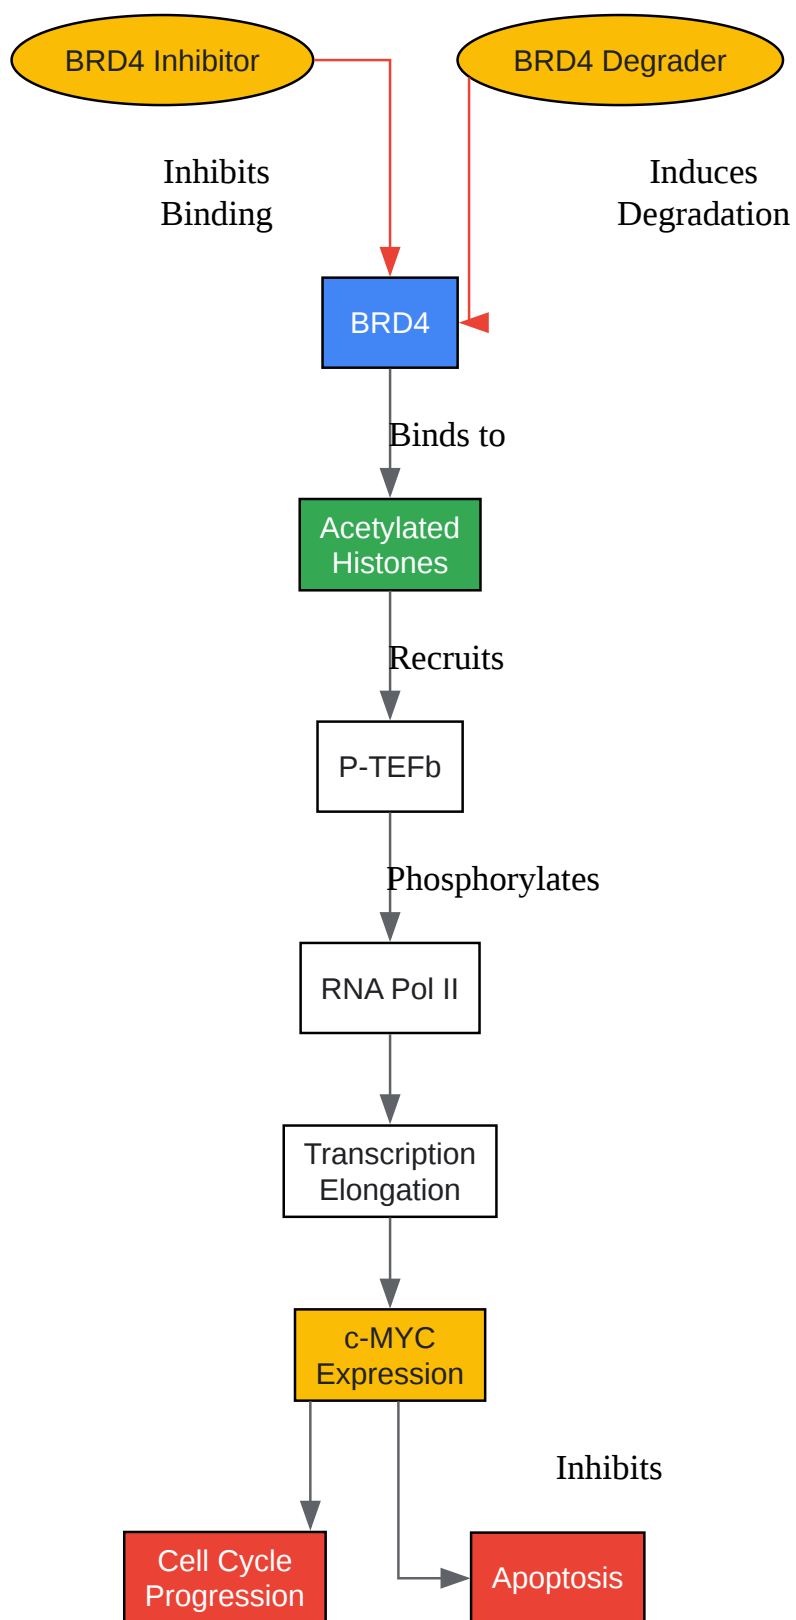 BRD4 Inhibitor
BRD4 Degrader
Inhibits
Binding
Induces
Degradation
BRD4
Binds to
Acetylated
Histones
Recruits
P-TEFb
Phosphorylates
RNA Pol II
Transcription
Elongation
c-MYC
Expression
Inhibits
Cell Cycle
Progression
Apoptosis